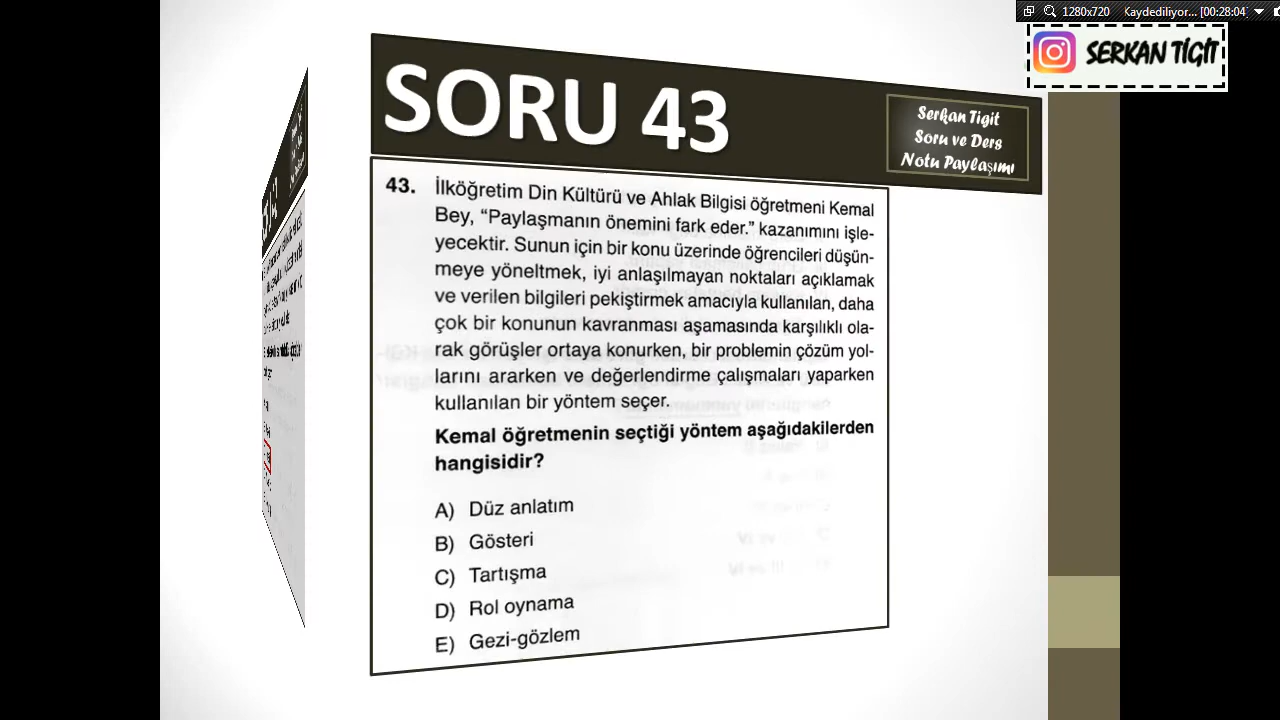 1280x720 Kaydediliyor... [00:28:04]
SERKAN TİGİT
SORU 43
Serkan Tigit
Soru ve Ders
Notu Paylaşımı
43. İlköğretim Din Kültürü ve Ahlak Bilgisi öğretmeni Kemal
Bey, “Paylaşmanın önemini fark eder.” kazanımını işle-
yecektir. Sunun için bir konu üzerinde öğrencileri düşün-
meye yöneltmek, iyi anlaşılmayan noktaları açıklamak
ve verilen bilgileri pekiştirmek amacıyla kullanılan, daha
çok bir konunun kavranması aşamasında karşılıklı ola-
rak görüşler ortaya konurken, bir problemin çözüm yol-
larını ararken ve değerlendirme çalışmaları yaparken
kullanılan bir yöntem seçer.
Kemal öğretmenin seçtiği yöntem aşağıdakilerden
hangisidir?
A) Düz anlatım
B) Gösteri
C) Tartışma
D) Rol oynama
E) Gezi-gözlem